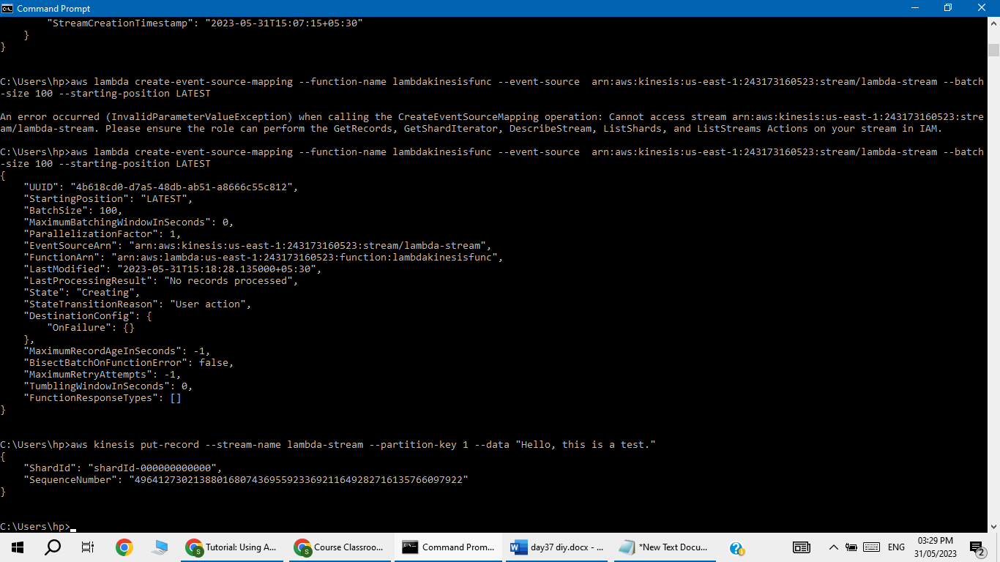 Command Prompt
        "StreamCreationTimestamp": "2023-05-31T15:07:15+05:30"
    }
}
C:\Users\hp>aws lambda create-event-source-mapping --function-name lambdakinesisfunc --event-source  arn:aws:kinesis:us-east-1:243173160523:stream/lambda-stream --batch
-size 100 --starting-position LATEST
An error occurred (InvalidParameterValueException) when calling the CreateEventSourceMapping operation: Cannot access stream arn:aws:kinesis:us-east-1:243173160523:stre
am/lambda-stream. Please ensure the role can perform the GetRecords, GetShardIterator, DescribeStream, ListShards, and ListStreams Actions on your stream in IAM.
C:\Users\hp>aws lambda create-event-source-mapping --function-name lambdakinesisfunc --event-source  arn:aws:kinesis:us-east-1:243173160523:stream/lambda-stream --batch
-size 100 --starting-position LATEST
{
    "UUID": "4b618cd0-d7a5-48db-ab51-a8666c55c812",
    "StartingPosition": "LATEST",
    "BatchSize": 100,
    "MaximumBatchingWindowInSeconds": 0,
    "ParallelizationFactor": 1,
    "EventSourceArn": "arn:aws:kinesis:us-east-1:243173160523:stream/lambda-stream",
    "FunctionArn": "arn:aws:lambda:us-east-1:243173160523:function:lambdakinesisfunc",
    "LastModified": "2023-05-31T15:18:28.135000+05:30",
    "LastProcessingResult": "No records processed",
    "State": "Creating",
    "StateTransitionReason": "User action",
    "DestinationConfig": {
        "OnFailure": {}
    },
    "MaximumRecordAgeInSeconds": -1,
    "BisectBatchOnFunctionError": false,
    "MaximumRetryAttempts": -1,
    "TumblingWindowInSeconds": 0,
    "FunctionResponseTypes": []
}
C:\Users\hp>aws kinesis put-record --stream-name lambda-stream --partition-key 1 --data "Hello, this is a test."
{
    "ShardId": "shardId-000000000000",
    "SequenceNumber": "49641273021388016807436955923369211649282716135766097922"
}
C:\Users\hp>
Tutorial: Using A... Course Classroo... Command Prom... day37 diy.docx - ... *New Text Docu... ENG 03:29 PM
31/05/2023 2